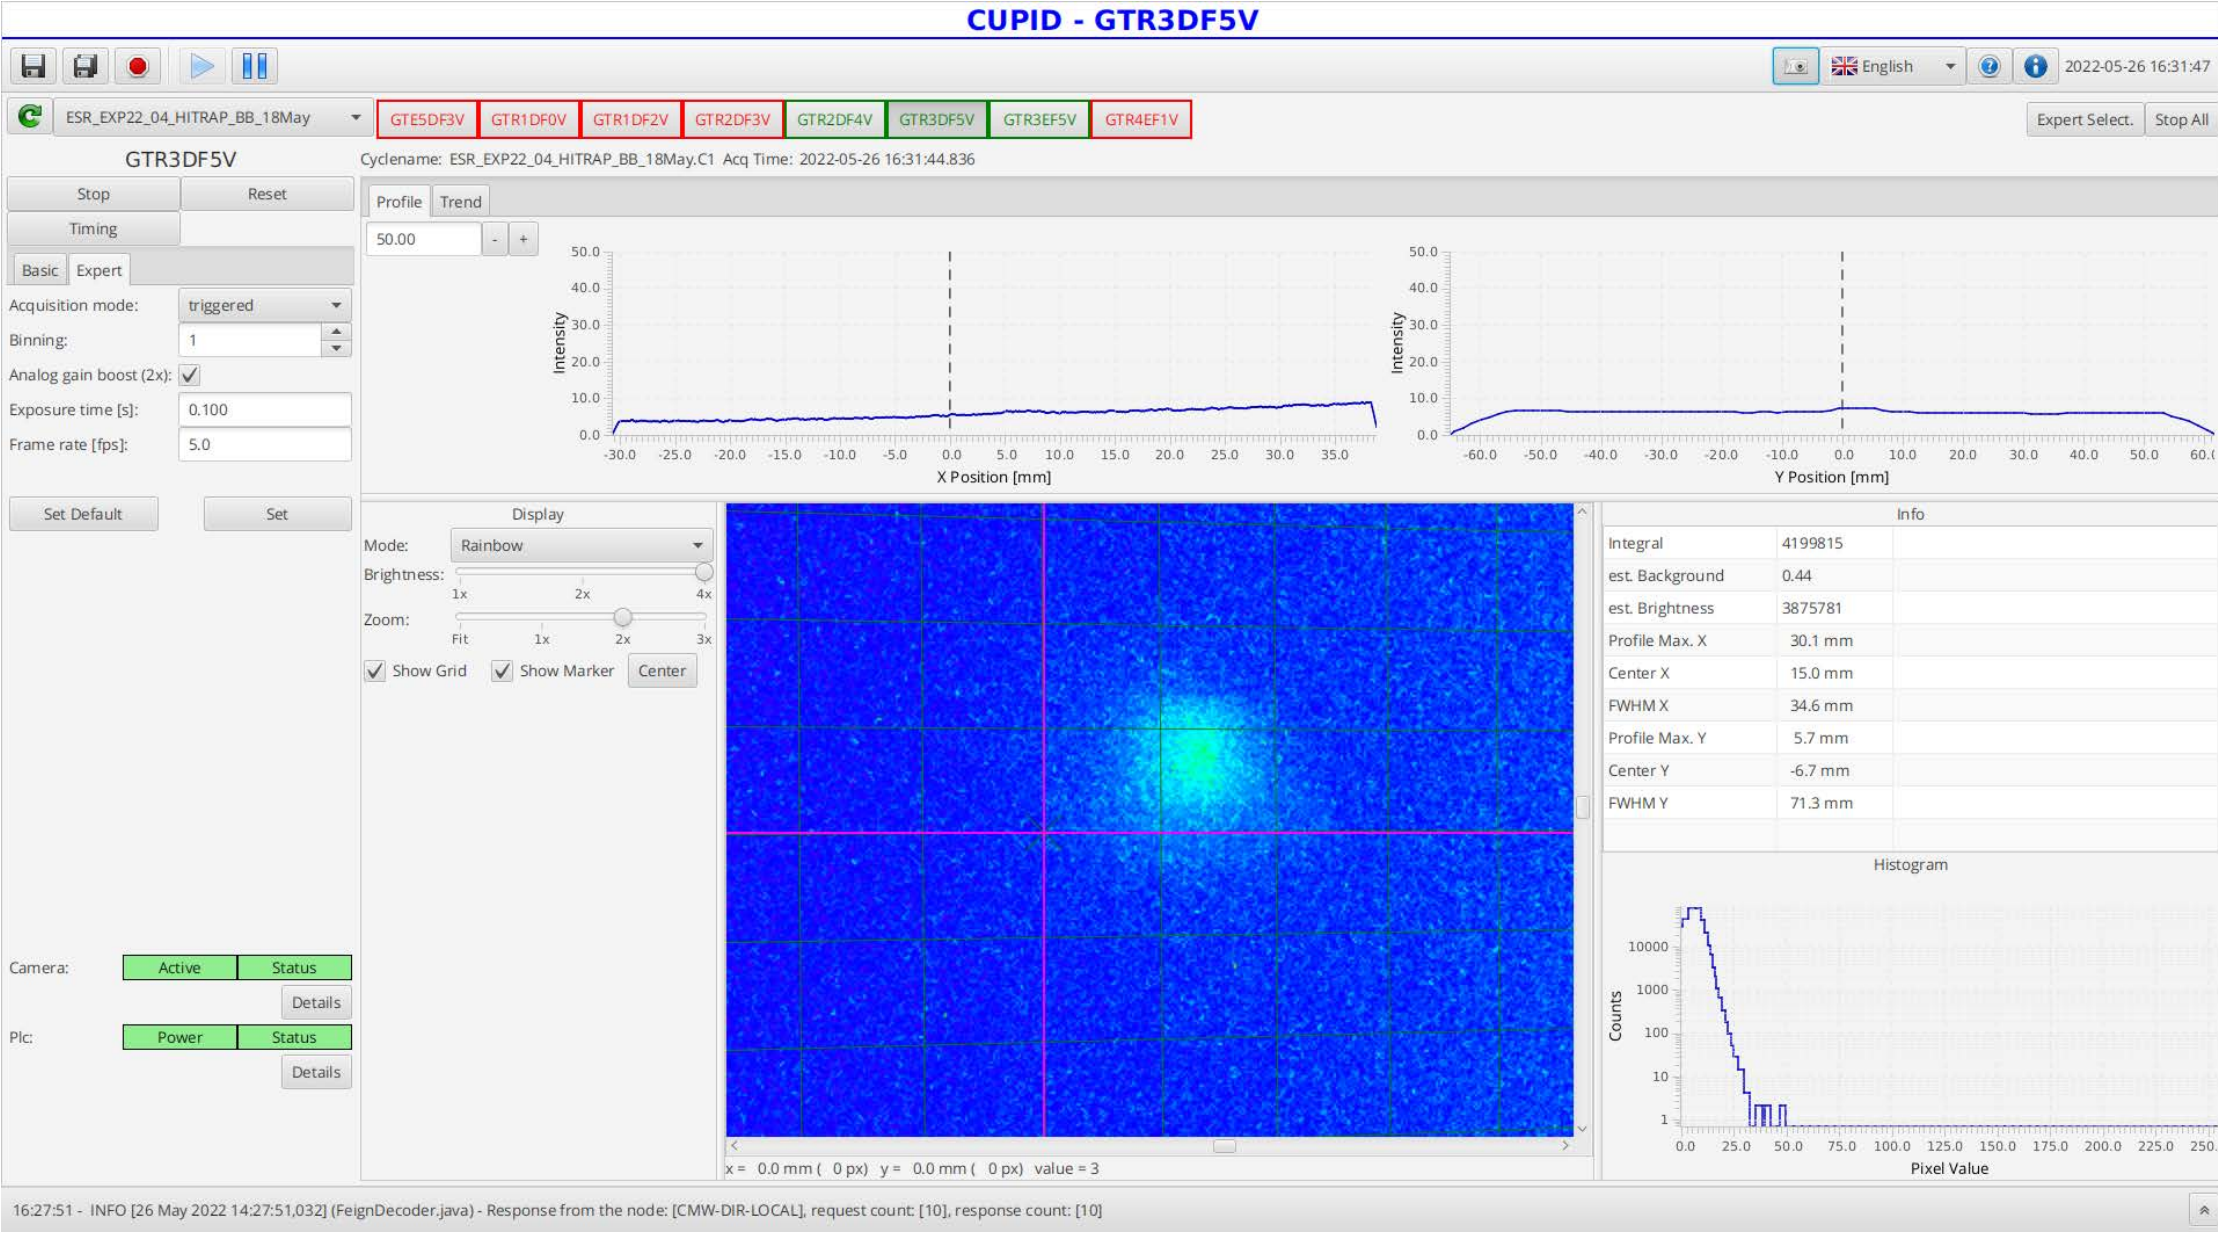 CUPID - GTR3DF5V
English 2022-05-26 16:31:47
ESR_EXP22_04_HITRAP_BB_18May GTE5DF3V GTR1DF0V GTR1DF2V GTR2DF3V GTR2DF4V GTR3DF5V GTR3EF5V GTR4EF1V Expert Select. Stop All
GTR3DF5V
Cyclename: ESR_EXP22_04_HITRAP_BB_18May.C1 Acq Time: 2022-05-26 16:31:44.836
Stop Reset
Timing
Basic Expert
Acquisition mode: triggered
Binning: 1
Analog gain boost (2x):
Exposure time [s]: 0.100
Frame rate [fps]: 5.0
Set Default Set
Camera: Active Status
Details
Plc: Power Status
Details
Profile Trend
50.00 - +
50.0
40.0
30.0
20.0
10.0
0.0
Intensity
-30.0 -25.0 -20.0 -15.0 -10.0 -5.0 0.0 5.0 10.0 15.0 20.0 25.0 30.0 35.0
X Position [mm]
50.0
40.0
30.0
20.0
10.0
0.0
Intensity
-60.0 -50.0 -40.0 -30.0 -20.0 -10.0 0.0 10.0 20.0 30.0 40.0 50.0 60.(
Y Position [mm]
Display
Mode: Rainbow
Brightness:
1x 2x 4x
Zoom:
Fit 1x 2x 3x
Show Grid Show Marker Center
x = 0.0 mm ( 0 px) y = 0.0 mm ( 0 px) value = 3
Info
Integral 4199815
est. Background 0.44
est. Brightness 3875781
Profile Max. X 30.1 mm
Center X 15.0 mm
FWHM X 34.6 mm
Profile Max. Y 5.7 mm
Center Y -6.7 mm
FWHM Y 71.3 mm
Histogram
10000
1000
100
10
1
Counts
0.0 25.0 50.0 75.0 100.0 125.0 150.0 175.0 200.0 225.0 250.
Pixel Value
16:27:51 - INFO [26 May 2022 14:27:51,032] (FeignDecoder.java) - Response from the node: [CMW-DIR-LOCAL], request count: [10], response count: [10]